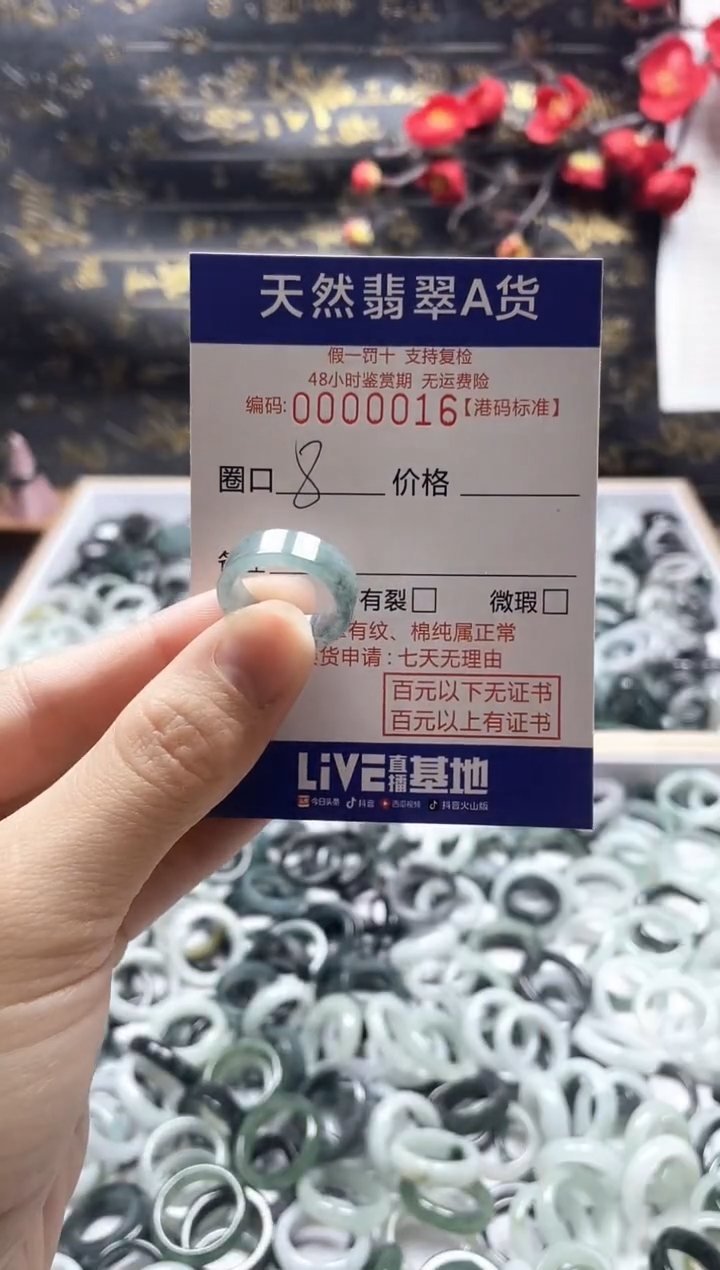 天然翡翠A货
假一罚十 支持复检
48小时鉴赏期 无运费险
编码:0000016【港码标准】
圈口 8 价格
有裂□ 微瑕□
有纹、棉纯属正常
货申请：七天无理由
百元以下无证书
百元以上有证书
LiVE直播基地
今日头条 抖音 西瓜视频 抖音火山版